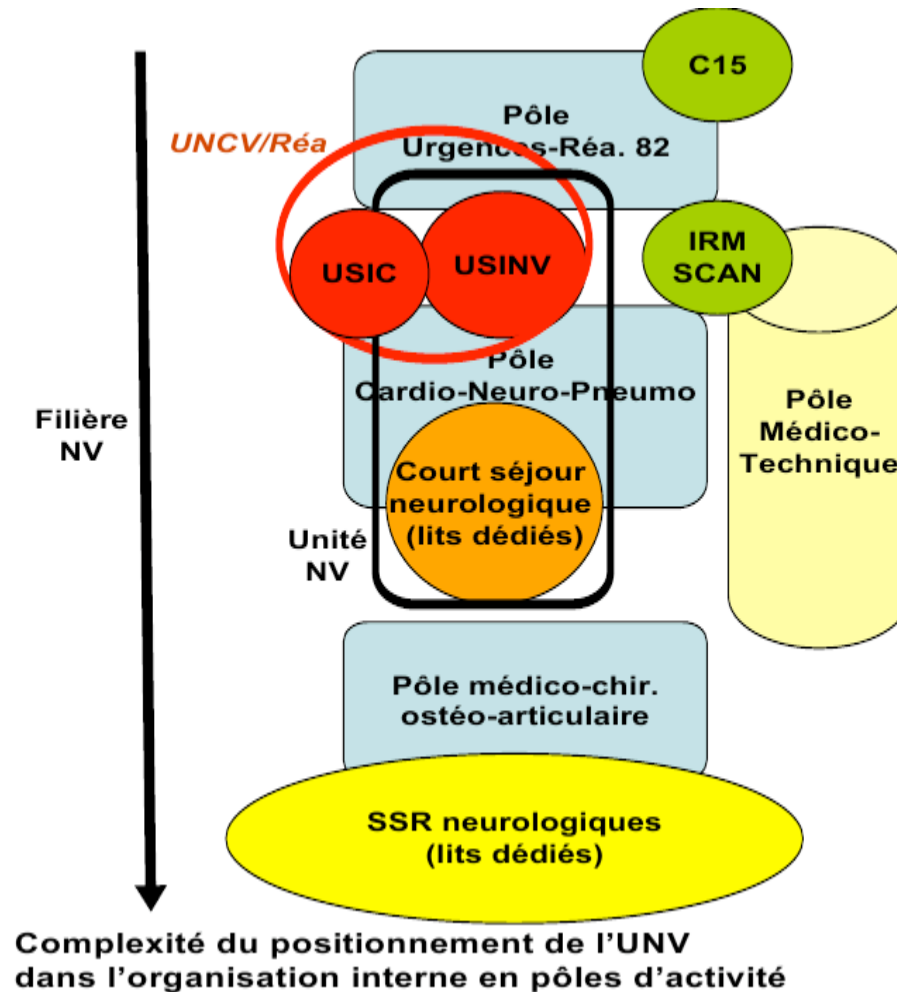 C15
Pôle
Urgences-Réa. 82
UNCV/Réa
USIC
USINV
IRM
SCAN
Pôle
Cardio-Neuro-Pneumo
Pôle
Médico-
Technique
Filière
NV
Court séjour
neurologique
(lits dédiés)
Unité
NV
Pôle médico-chir.
ostéo-articulaire
SSR neurologiques
(lits dédiés)
Complexité du positionnement de l’UNV
dans l’organisation interne en pôles d’activité